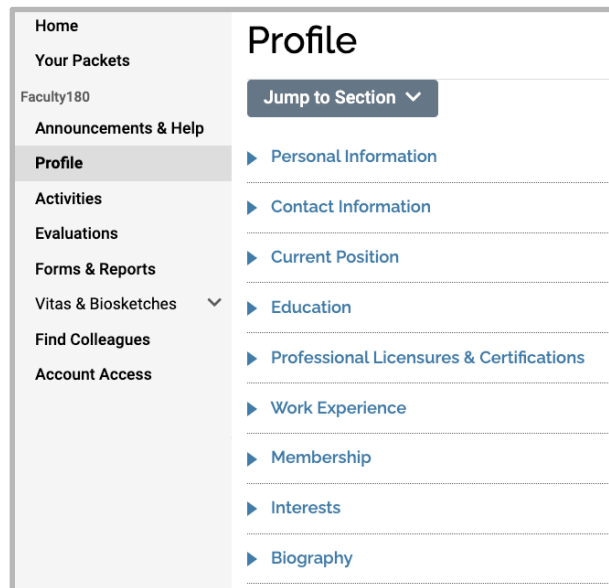 Home
Your Packets
Faculty180
Announcements & Help
Profile
Activities
Evaluations
Forms & Reports
Vitas & Biosketches
Find Colleagues
Account Access
Profile
Jump to Section
Personal Information
Contact Information
Current Position
Education
Professional Licensures & Certifications
Work Experience
Membership
Interests
Biography